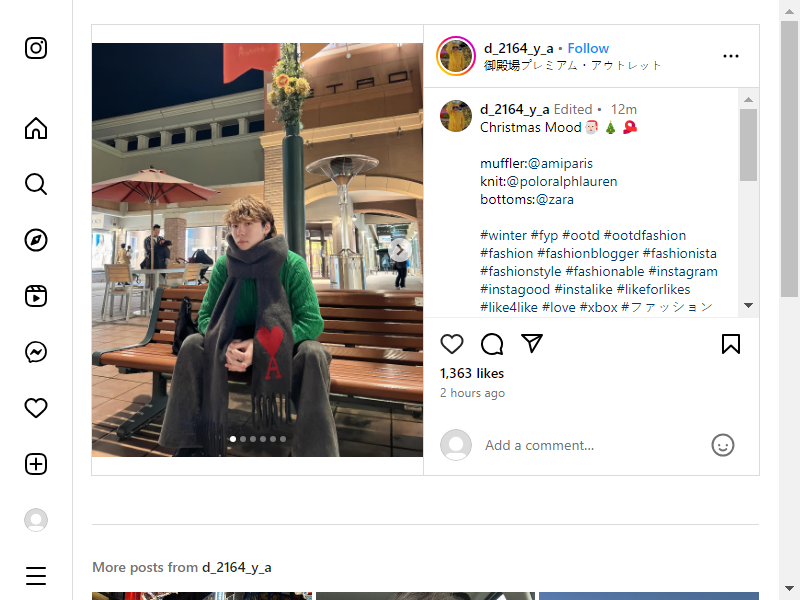 d_2164_y_a • Follow
御殿場プレミアム・アウトレット
d_2164_y_a Edited • 12m
Christmas Mood🎅🏻 🎄 🧣
muffler:@amiparis
knit:@poloralphlauren
bottoms:@zara
#winter #fyp #ootd #ootdfashion
#fashion #fashionblogger #fashionista
#fashionstyle #fashionable #instagram
#instagood #instalike #likeforlikes
#like4like #love #xbox #ファッション
1,363 likes
2 hours ago
Add a comment...
More posts from d_2164_y_a
A